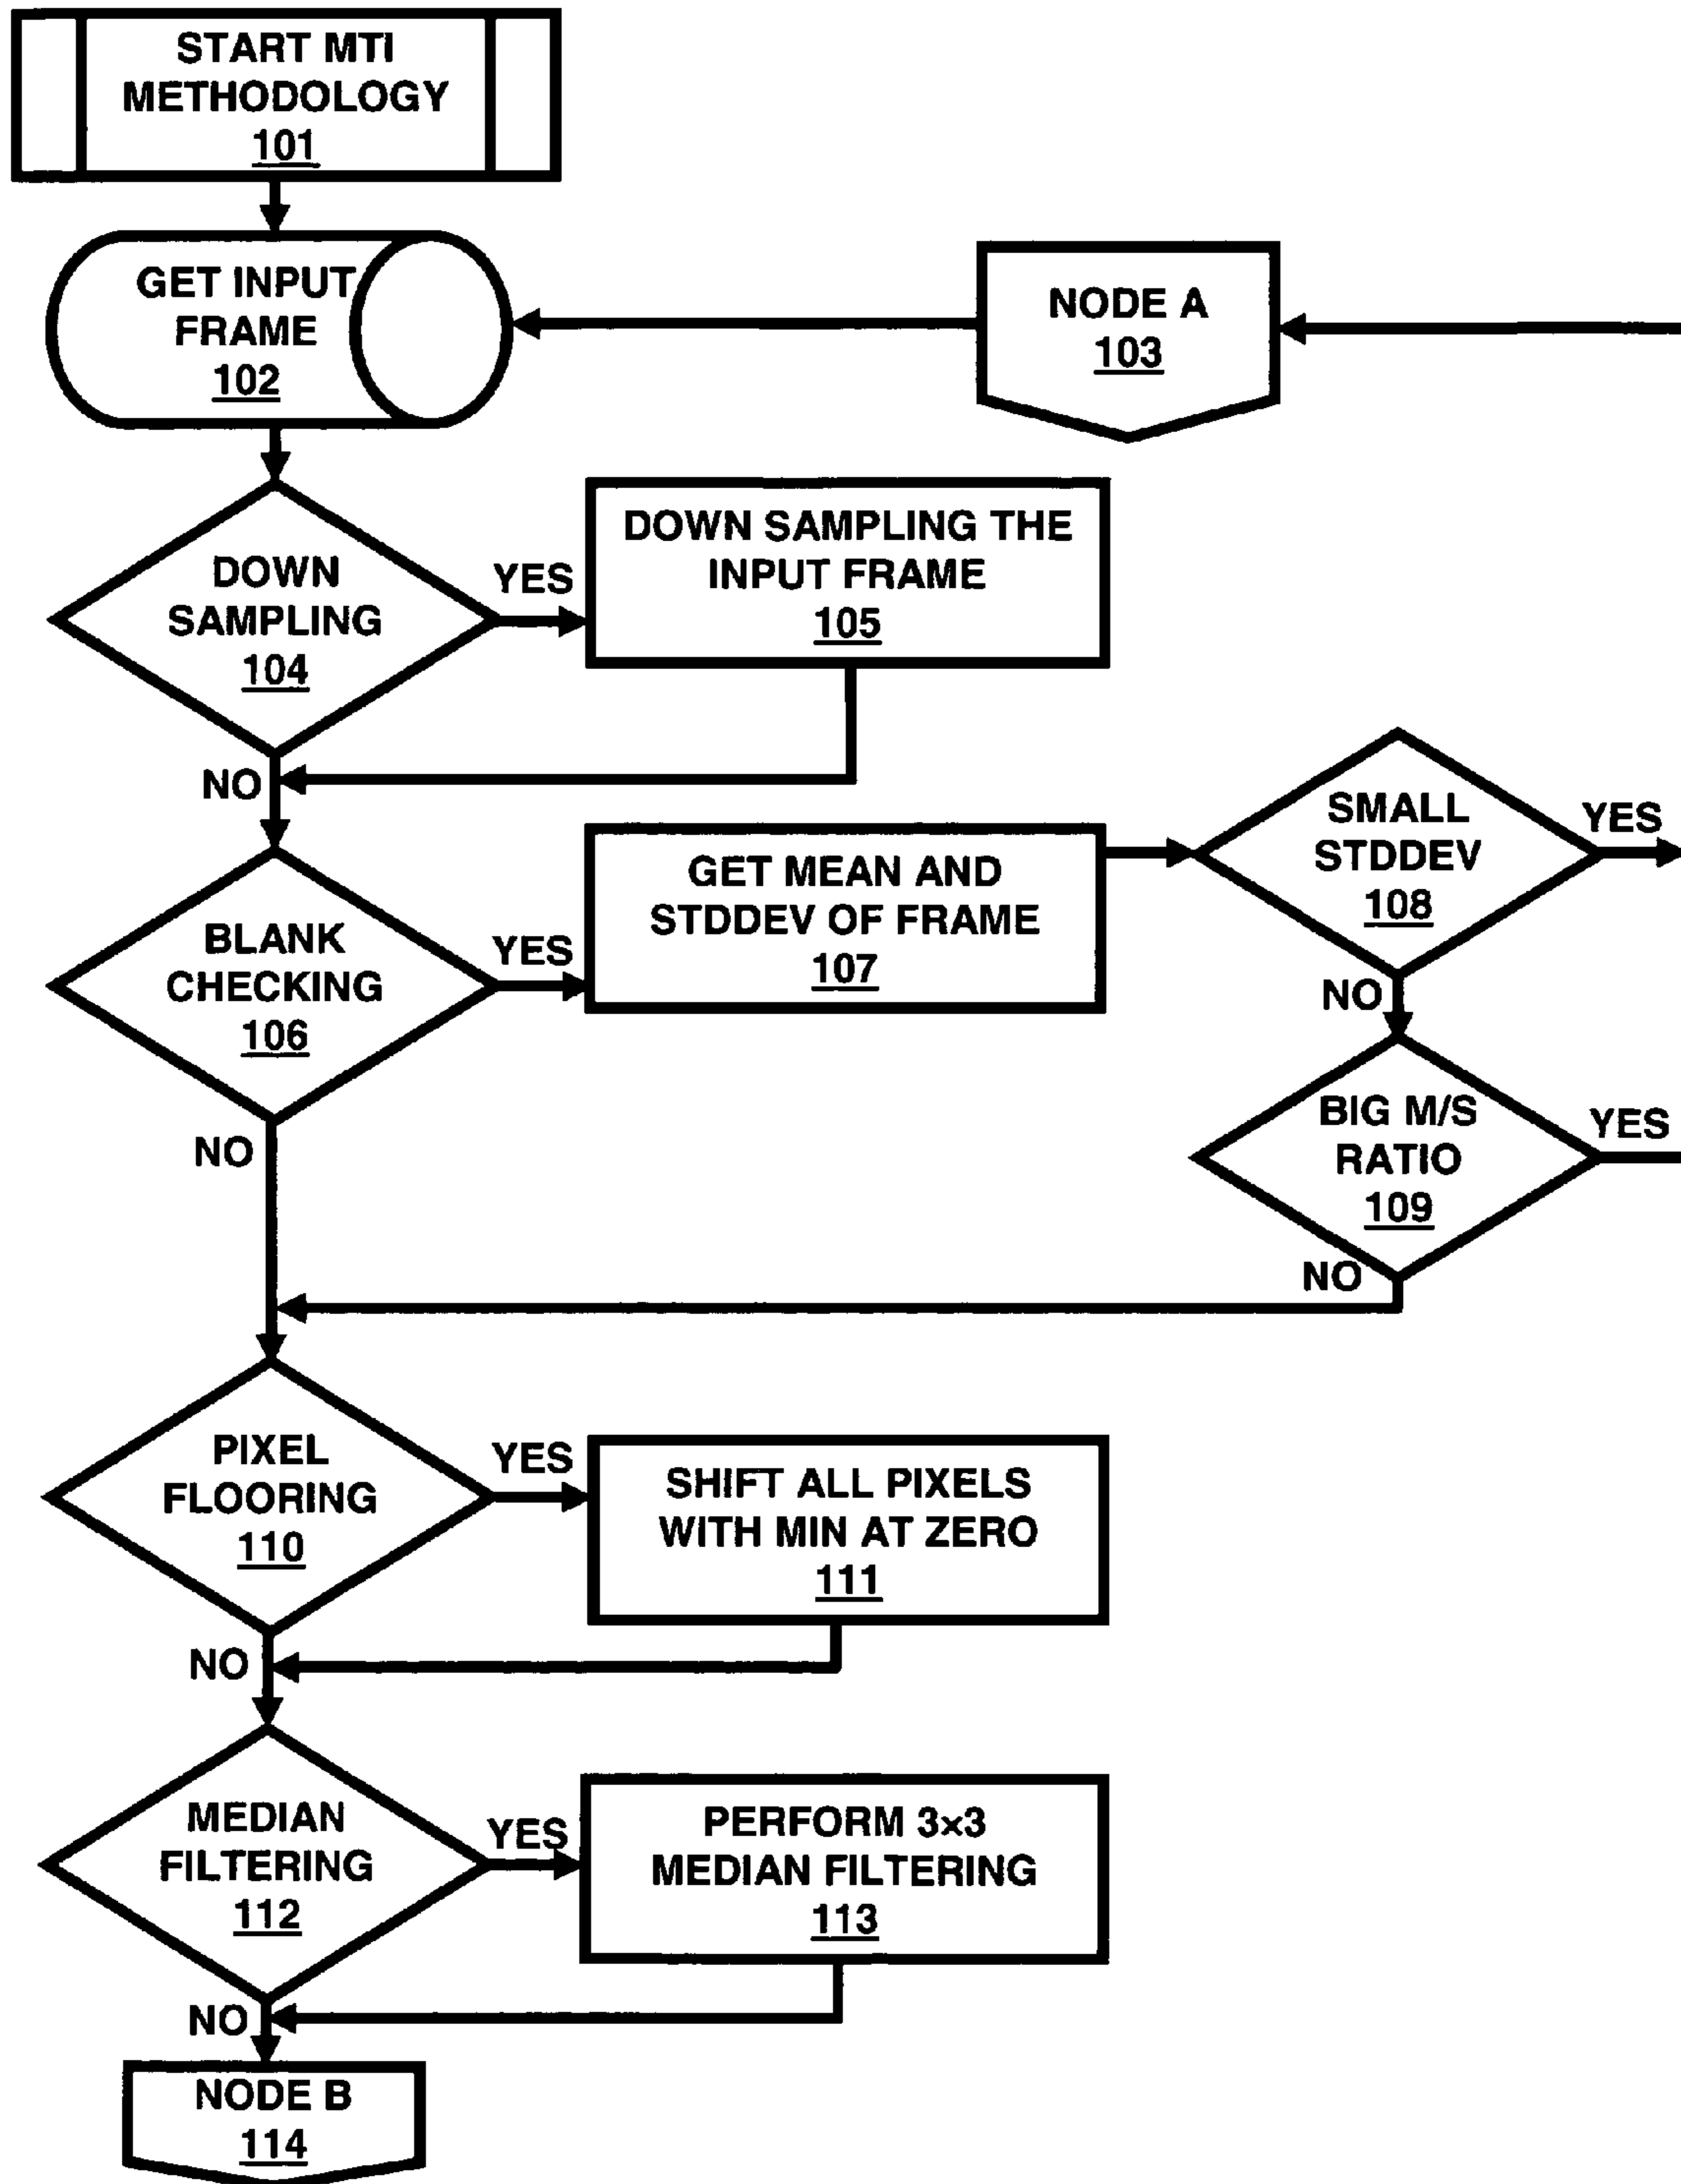 START MTI
METHODOLOGY
101
GET INPUT
FRAME
102
NODE A
103
DOWN
SAMPLING
104
YES
DOWN SAMPLING THE
INPUT FRAME
105
NO
BLANK
CHECKING
106
YES
GET MEAN AND
STDDEV OF FRAME
107
SMALL
STDDEV
108
YES
NO
BIG M/S
RATIO
109
YES
NO
NO
PIXEL
FLOORING
110
YES
SHIFT ALL PIXELS
WITH MIN AT ZERO
111
NO
MEDIAN
FILTERING
112
YES
PERFORM 3×3
MEDIAN FILTERING
113
NO
NODE B
114